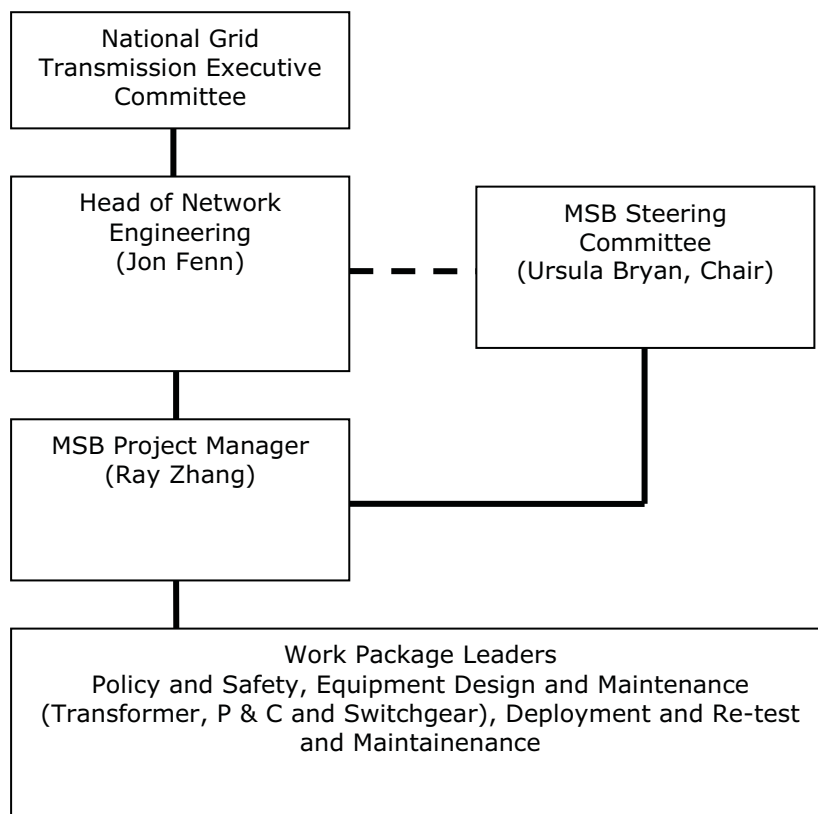 National Grid
Transmission Executive
Committee
Head of Network
Engineering
(Jon Fenn)
MSB Steering
Committee
(Ursula Bryan, Chair)
MSB Project Manager
(Ray Zhang)
Work Package Leaders
Policy and Safety, Equipment Design and Maintenance
(Transformer, P & C and Switchgear), Deployment and Re-test
and Maintainenance